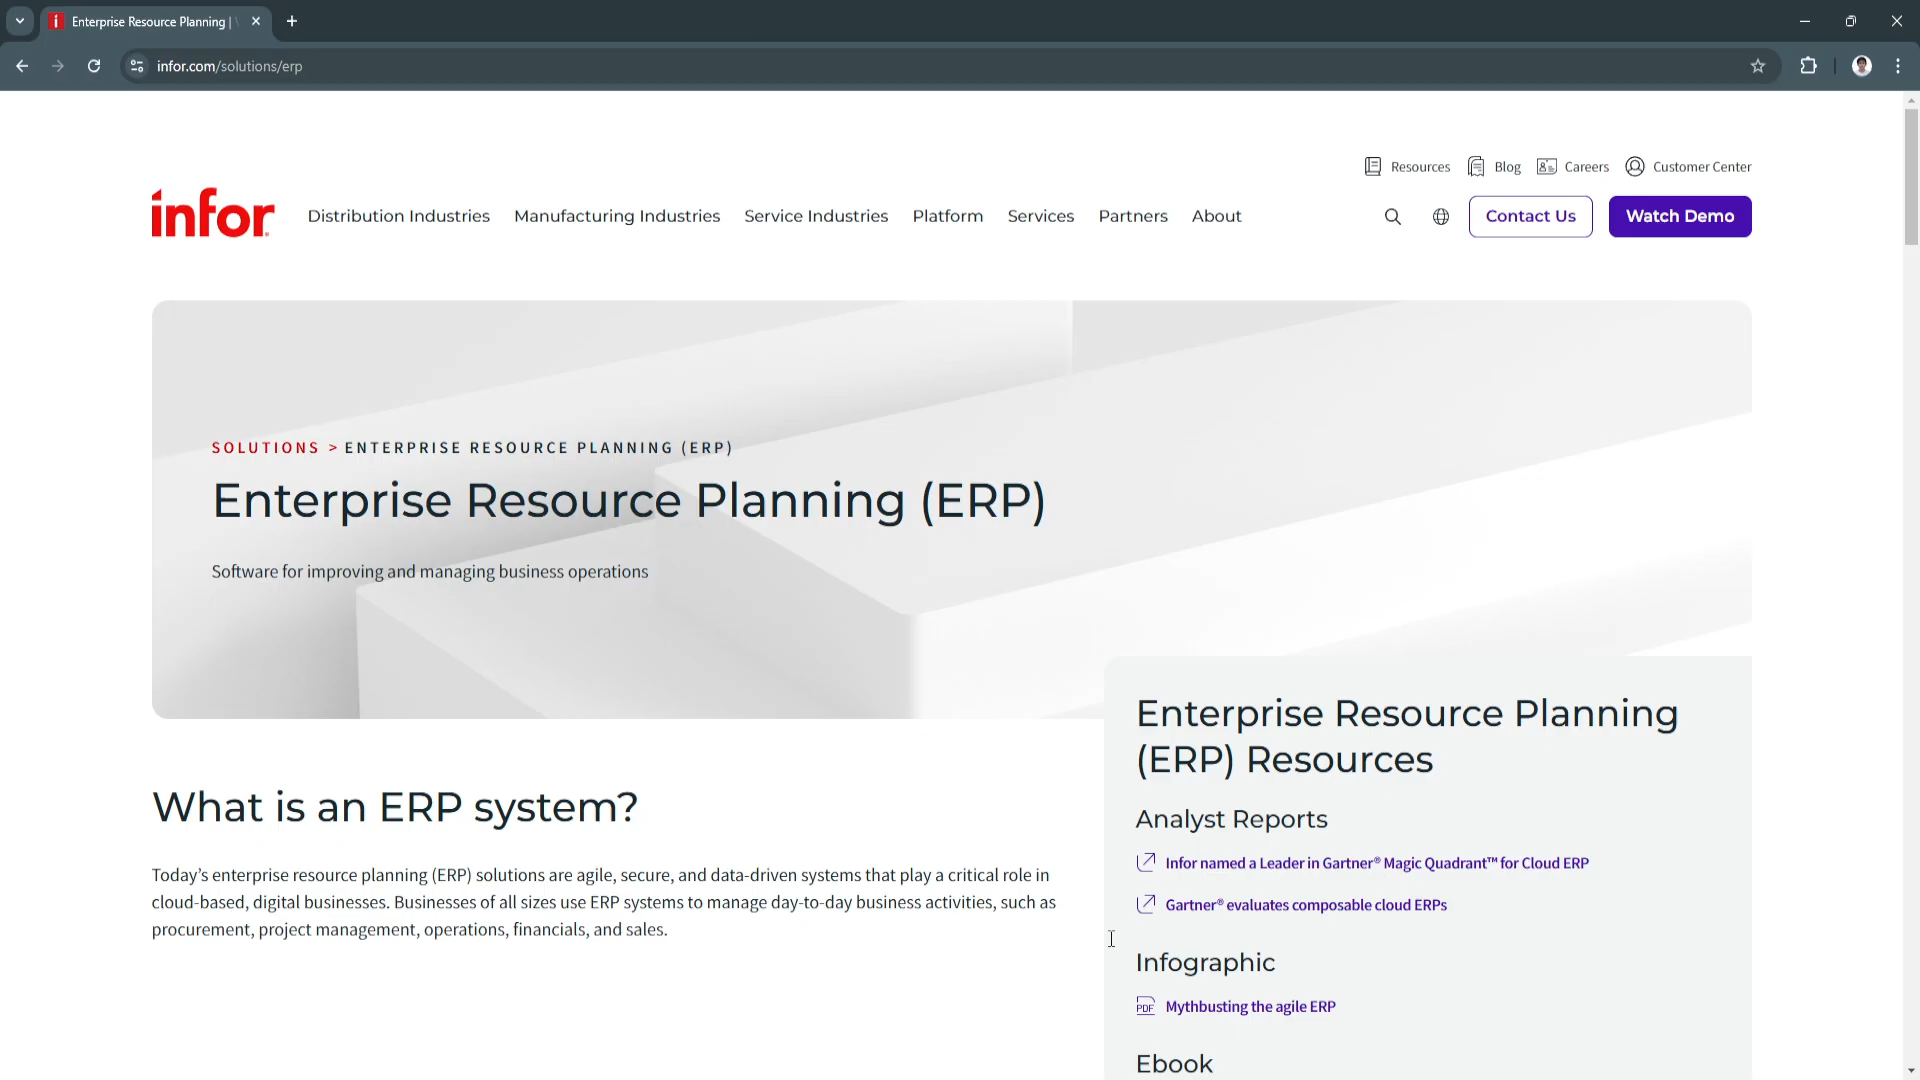 Enterprise Resource Planning |
infor.com/solutions/erp
Resources
Blog
Careers
Customer Center
infor
Distribution Industries
Manufacturing Industries
Service Industries
Platform
Services
Partners
About
Contact Us
Watch Demo
SOLUTIONS > ENTERPRISE RESOURCE PLANNING (ERP)
Enterprise Resource Planning (ERP)
Software for improving and managing business operations
What is an ERP system?
Today’s enterprise resource planning (ERP) solutions are agile, secure, and data-driven systems that play a critical role in
cloud-based, digital businesses. Businesses of all sizes use ERP systems to manage day-to-day business activities, such as
procurement, project management, operations, financials, and sales.
Enterprise Resource Planning
(ERP) Resources
Analyst Reports
Infor named a Leader in Gartner® Magic Quadrant™ for Cloud ERP
Gartner® evaluates composable cloud ERPs
Infographic
PDF Mythbusting the agile ERP
Ebook